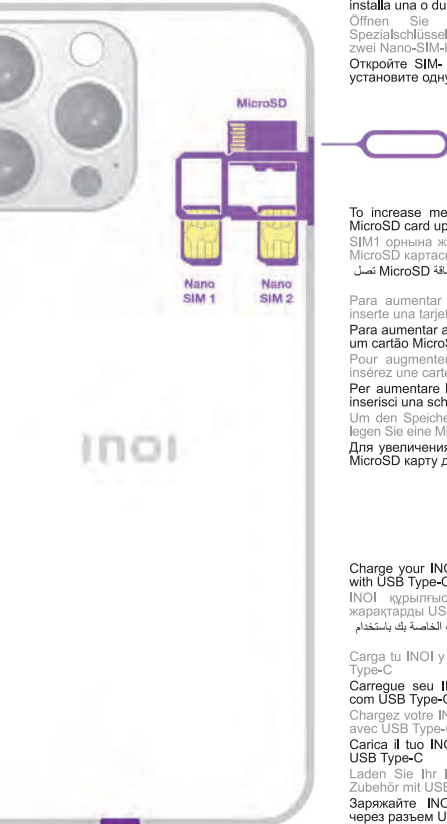 MicroSD
Nano
SIM 1
Nano
SIM 2
INOI
installa una o du
Öffnen Sie
Spezialschlüssel
zwei Nano-SIM-
Откройте SIM-
установите одну
To increase me
MicroSD card up
SIM1 орнына ж
MicroSD картас
تصل MicroSD
Para aumentar
inserte una tarje
Para aumentar a
um cartão Micro
Pour augmenter
insérez une carte
Per aumentare l
inserisci una sch
Um den Speiche
legen Sie eine Mi
Для увеличения
MicroSD карту д
Charge your INO
with USB Type-C
INOI құрылғыс
жарақтарды US
الخاصة بك باستخدام
Carga tu INOI y
Type-C
Carregue seu I
com USB Type-
Chargez votre IN
avec USB Type-
Carica il tuo INO
USB Type-C
Laden Sie Ihr
Zubehör mit USB
Заряжайте INO
через разъем U